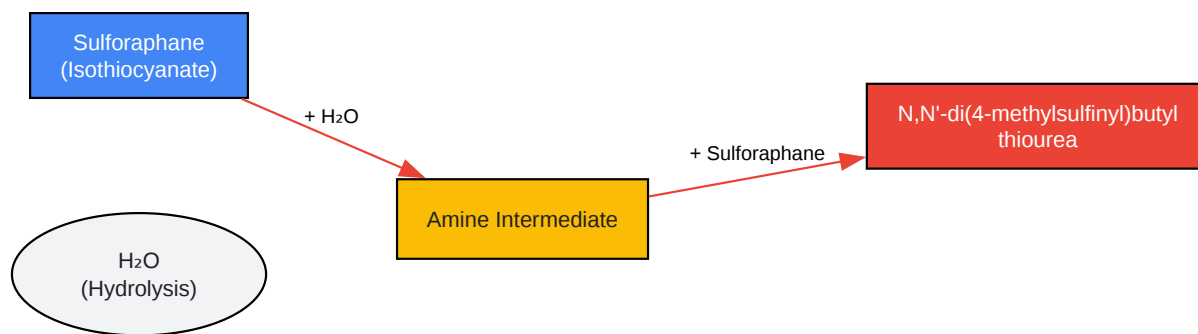 Sulforaphane
(Isothiocyanate)
+ H₂O
N,N'-di(4-methylsulfinyl)butyl
thiourea
+ Sulforaphane
Amine Intermediate
H₂O
(Hydrolysis)